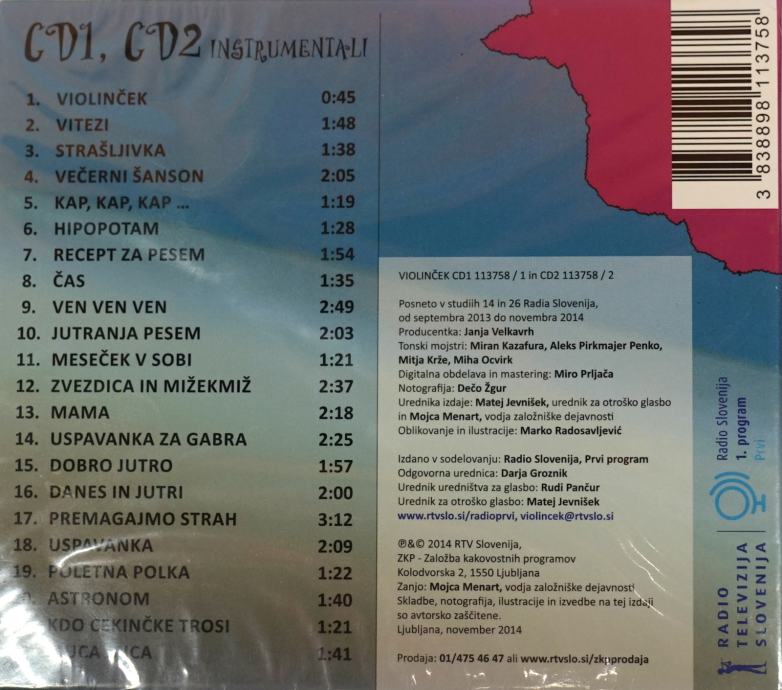 CD1, CD2 INSTRUMENTALI
1. VIOLINČEK 0:45
2. VITEZI 1:48
3. STRAŠLJIVKA 1:38
4. VEČERNI ŠANSON 2:05
5. KAP, KAP, KAP ... 1:19
6. HIPOPOTAM 1:28
7. RECEPT ZA PESEM 1:54
8. ČAS 1:35
9. VEN VEN VEN 2:49
10. JUTRANJA PESEM 2:03
11. MESEČEK V SOBI 1:21
12. ZVEZDICA IN MIŽEKMIŽ 2:37
13. MAMA 2:18
14. USPAVANKA ZA GABRA 2:25
15. DOBRO JUTRO 1:57
16. DANES IN JUTRI 2:00
17. PREMAGAJMO STRAH 3:12
18. USPAVANKA 2:09
19. POLETNA POLKA 1:22
ASTRONOM 1:40
KDO CEKINČKE TROSI 1:21
1:41
3 838898 113758
VIOLINČEK CD1 113758 / 1 in CD2 113758 / 2
Posneto v studiih 14 in 26 Radia Slovenija,
od septembra 2013 do novembra 2014
Producentka: Janja Velkavrh
Tonski mojstri: Miran Kazafura, Aleks Pirkmajer Penko,
Mitja Krže, Miha Ocvirk
Digitalna obdelava in mastering: Miro Prljača
Notografija: Dečo Žgur
Urednika izdaje: Matej Jevnišek, urednik za otroško glasbo
in Mojca Menart, vodja založniške dejavnosti
Oblikovanje in ilustracije: Marko Radosavljević
Izdano v sodelovanju: Radio Slovenija, Prvi program
Odgovorna urednica: Darja Groznik
Urednik uredništva za glasbo: Rudi Pančur
Urednik za otroško glasbo: Matej Jevnišek
www.rtvslo.si/radioprvi, violincek@rtvslo.si
℗&© 2014 RTV Slovenija,
ZKP - Založba kakovostnih programov
Kolodvorska 2, 1550 Ljubljana
Zanjo: Mojca Menart, vodja založniške dejavnosti
Skladbe, notografija, ilustracije in izvedbe na tej izdaji
so avtorsko zaščitene.
Ljubljana, november 2014
Prodaja: 01/475 46 47 ali www.rtvslo.si/zkpprodaja
Radio Slovenija
1. program
Prvi
RADIO
TELEVIZIJA
SLOVENIJA